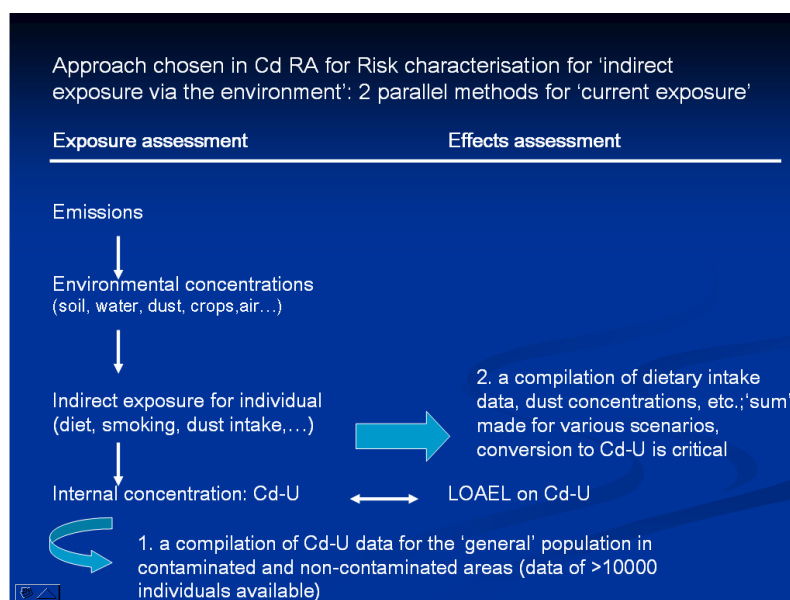 Approach chosen in Cd RA for Risk characterisation for ‘indirect
exposure via the environment’: 2 parallel methods for ‘current exposure’
Exposure assessment
Effects assessment
Emissions
Environmental concentrations
(soil, water, dust, crops,air…)
Indirect exposure for individual
(diet, smoking, dust intake,…)
2. a compilation of dietary intake
data, dust concentrations, etc.;‘sum’
made for various scenarios,
conversion to Cd-U is critical
Internal concentration: Cd-U
LOAEL on Cd-U
1. a compilation of Cd-U data for the ‘general’ population in
contaminated and non-contaminated areas (data of >10000
individuals available)